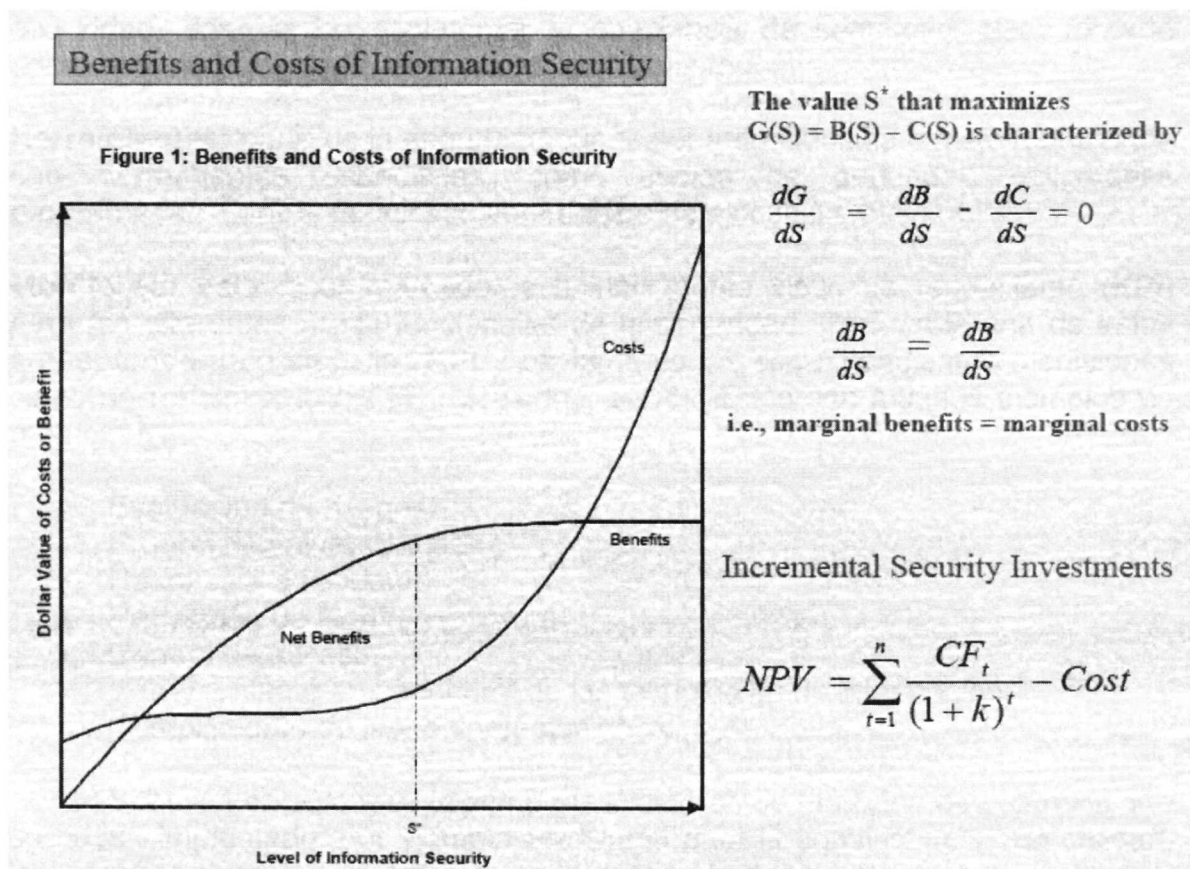 Benefits and Costs of Information Security
Figure 1: Benefits and Costs of Information Security
Dollar Value of Costs or Benefit
Costs
Benefits
Net Benefits
S*
Level of Information Security
The value S* that maximizes
G(S) = B(S) – C(S) is characterized by
dG/dS = dB/dS dC/dS = 0
dB/dS = dB/dS
i.e., marginal benefits = marginal costs
Incremental Security Investments
NPV = ∑_{t=1}^{n} CF_t/(1 + k)^t - Cost